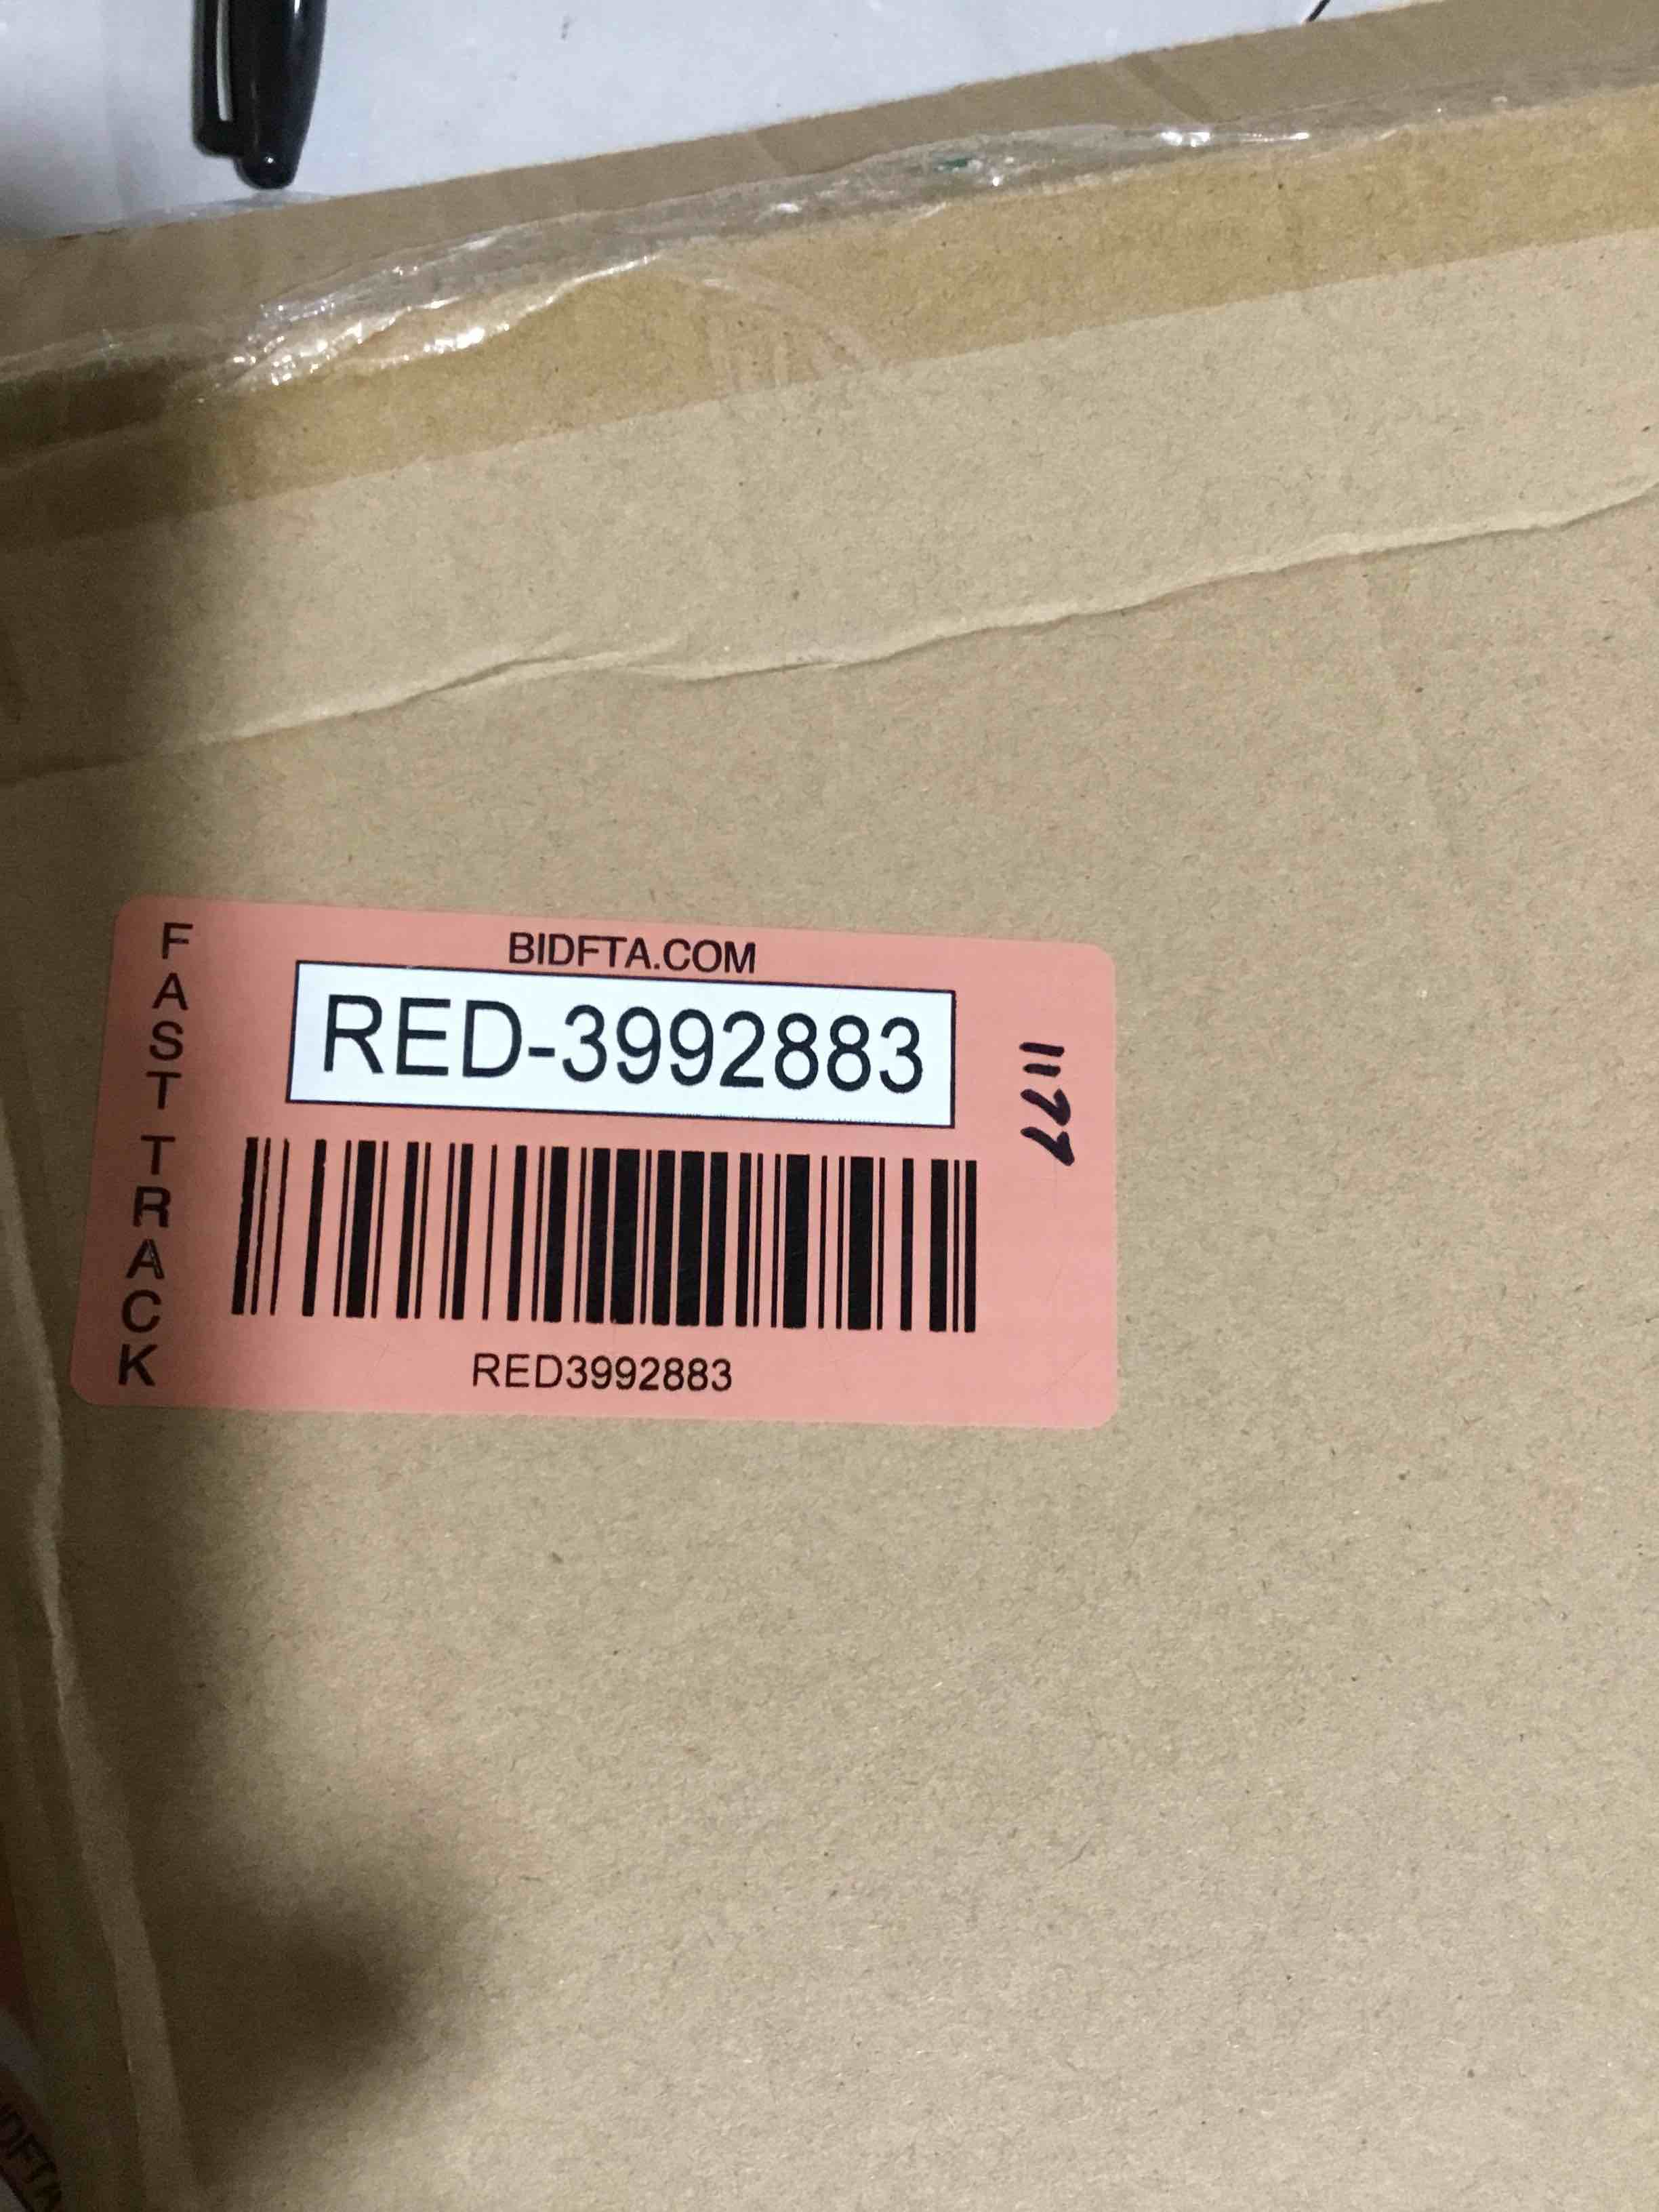 FAST TRACK
BIDFTA.COM
RED-3992883
1177
RED3992883